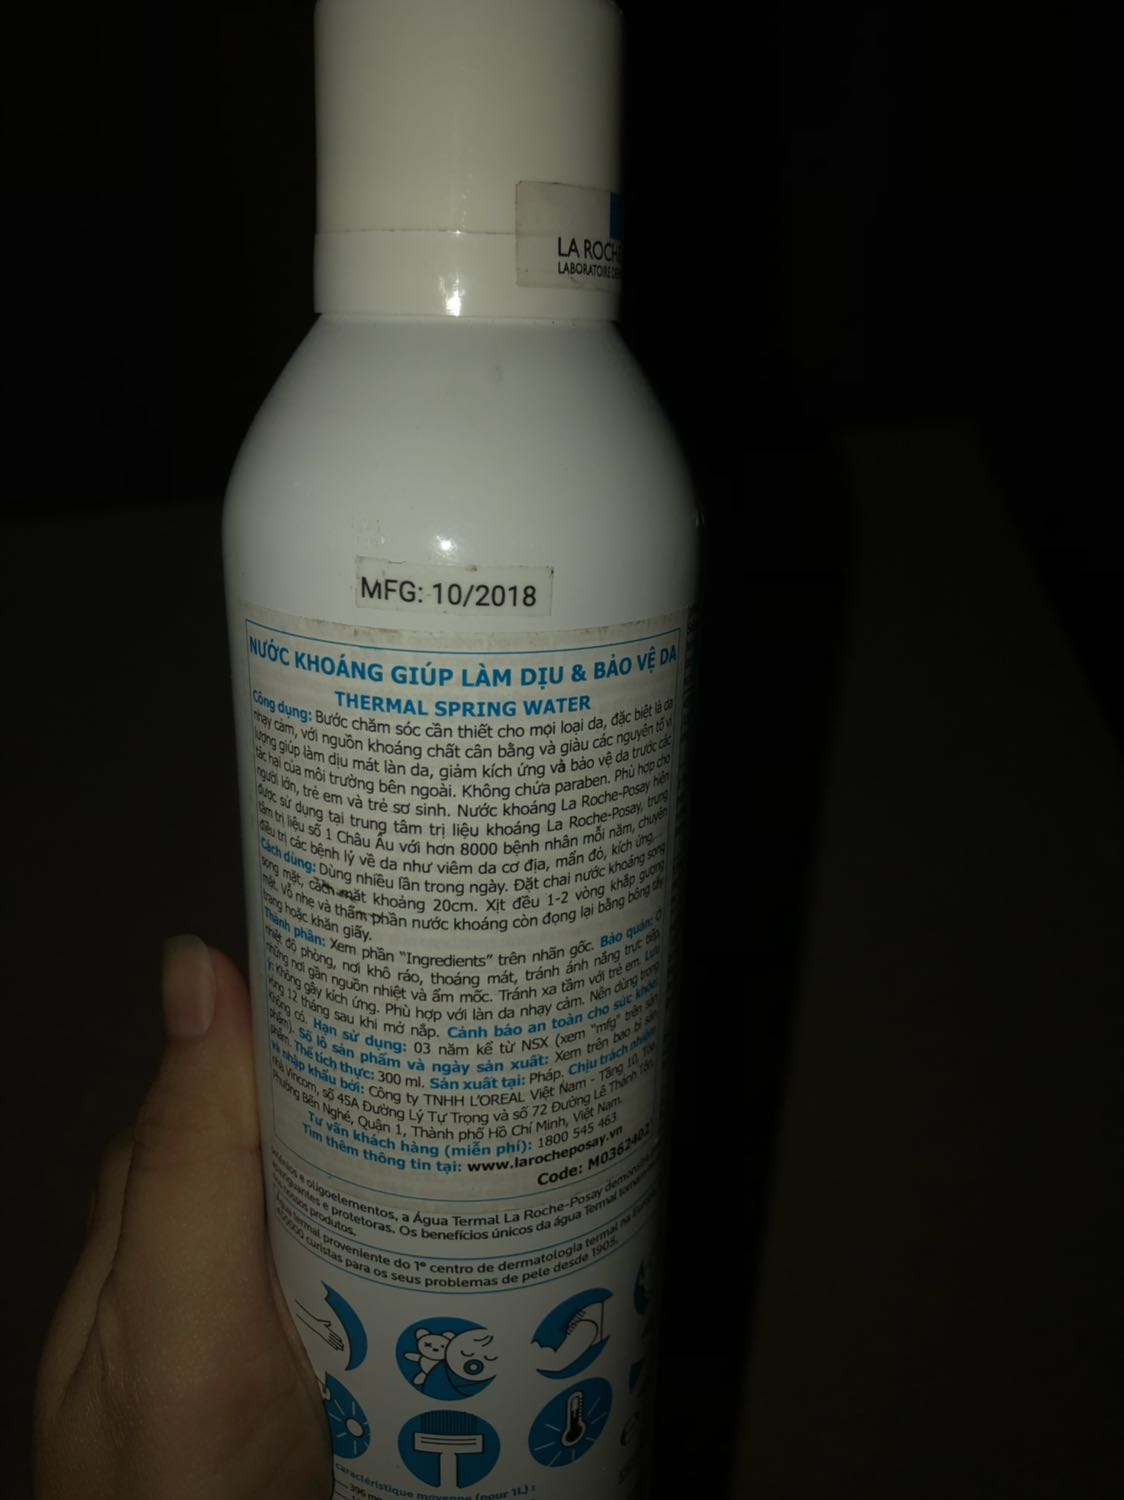 LA ROCH
LABORATOIRE DE
MFG: 10/2018
NƯỚC KHOÁNG GIÚP LÀM DỊU & BẢO VỆ DA
THERMAL SPRING WATER
Công dụng: Bước chăm sóc cần thiết cho mọi loại da, đặc biệt là da
nhạy cảm, với nguồn khoáng chất cân bằng và giàu các nguyên tố vi
lượng giúp làm dịu mát làn da, giảm kích ứng và bảo vệ da trước các
tác hại của môi trường bên ngoài. Không chứa paraben. Phù hợp cho
người lớn, trẻ em và trẻ sơ sinh. Nước khoáng La Roche-Posay hiện
được sử dụng tại trung tâm trị liệu khoáng La Roche-Posay, trung
tâm trị liệu số 1 Châu Âu với hơn 8000 bệnh nhân mỗi năm, chuyên
điều trị các bệnh lý về da như viêm da cơ địa, mẩn đỏ, kích ứng...
Cách dùng: Dùng nhiều lần trong ngày. Đặt chai nước khoáng song
song mặt, cách mặt khoảng 20cm. Xịt đều 1-2 vòng khắp gương
mặt. Vỗ nhẹ và thấm phần nước khoáng còn đọng lại bằng bông tẩy
trang hoặc khăn giấy.
Thành phần: Xem phần "Ingredients" trên nhãn gốc. Bảo quản: Ở
nhiệt độ phòng, nơi khô ráo, thoáng mát, tránh ánh nắng trực tiếp,
những nơi gần nguồn nhiệt và ẩm mốc. Tránh xa tầm với trẻ em. Lưu
ý: Không gây kích ứng. Phù hợp với làn da nhạy cảm. Nên dùng trong
vòng 12 tháng sau khi mở nắp. Cảnh báo an toàn cho sức khỏe:
Không có. Hạn sử dụng: 03 năm kể từ NSX (xem "mfg" trên sản
phẩm). Số lô sản phẩm và ngày sản xuất: Xem trên bao bì sản
phẩm. Thể tích thực: 300 ml. Sản xuất tại: Pháp. Chịu trách nhiệm
và nhập khẩu bởi: Công ty TNHH L'OREAL Việt Nam - Tầng 10, Tòa
nhà Vincom, số 45A Đường Lý Tự Trọng và số 72 Đường Lê Thánh Tôn,
Phường Bến Nghé, Quận 1, Thành phố Hồ Chí Minh, Việt Nam.
Tư vấn khách hàng (miễn phí): 1800 545 463
Tìm thêm thông tin tại: www.larocheposay.vn
Code: M0362402
oligoelementos, a Água Termal La Roche-Posay
apaziguantes e protetoras. Os benefícios únicos da água Termal
nossos produtos.
Água termal proveniente do 1º centro de dermatologia termal na
curistas para os seus problemas de pele desde 1905.
caractéristique moyenne (pour 1L) :
396